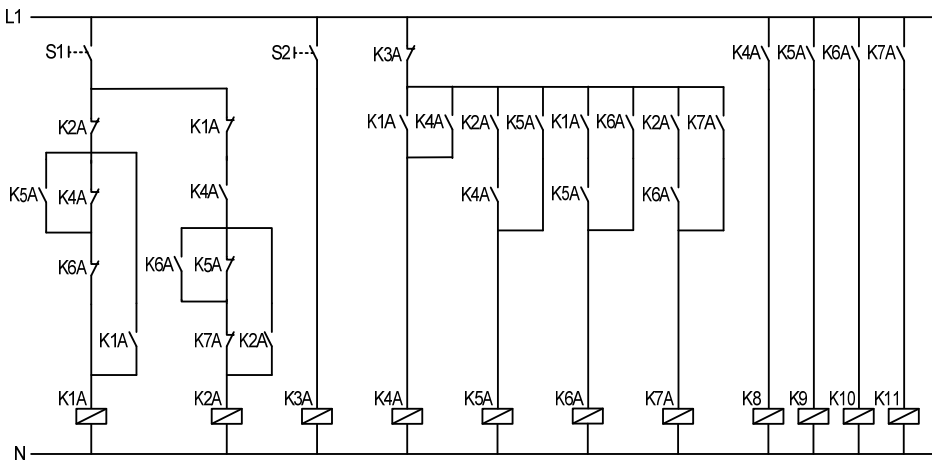 L1
S1 S2 K3A K4A K5A K6A K7A
K2A K1A K1A K4A K2A K5A K1A K6A K2A K7A
K5A K4A K4A K4A K5A K6A
K6A K6A K5A
K1A K7A K2A
K1A K2A K3A K4A K5A K6A K7A K8 K9 K10 K11
N